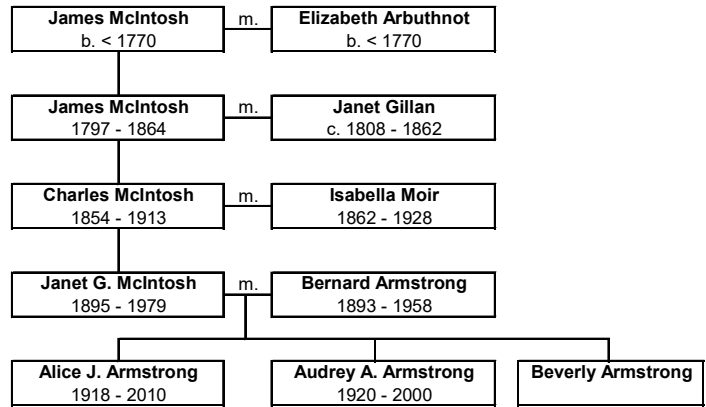 James McIntosh m. Elizabeth Arbuthnot
b. < 1770 b. < 1770
James McIntosh m. Janet Gillan
1797 - 1864 c. 1808 - 1862
Charles McIntosh m. Isabella Moir
1854 - 1913 1862 - 1928
Janet G. McIntosh m. Bernard Armstrong
1895 - 1979 1893 - 1958
Alice J. Armstrong Audrey A. Armstrong Beverly Armstrong
1918 - 2010 1920 - 2000